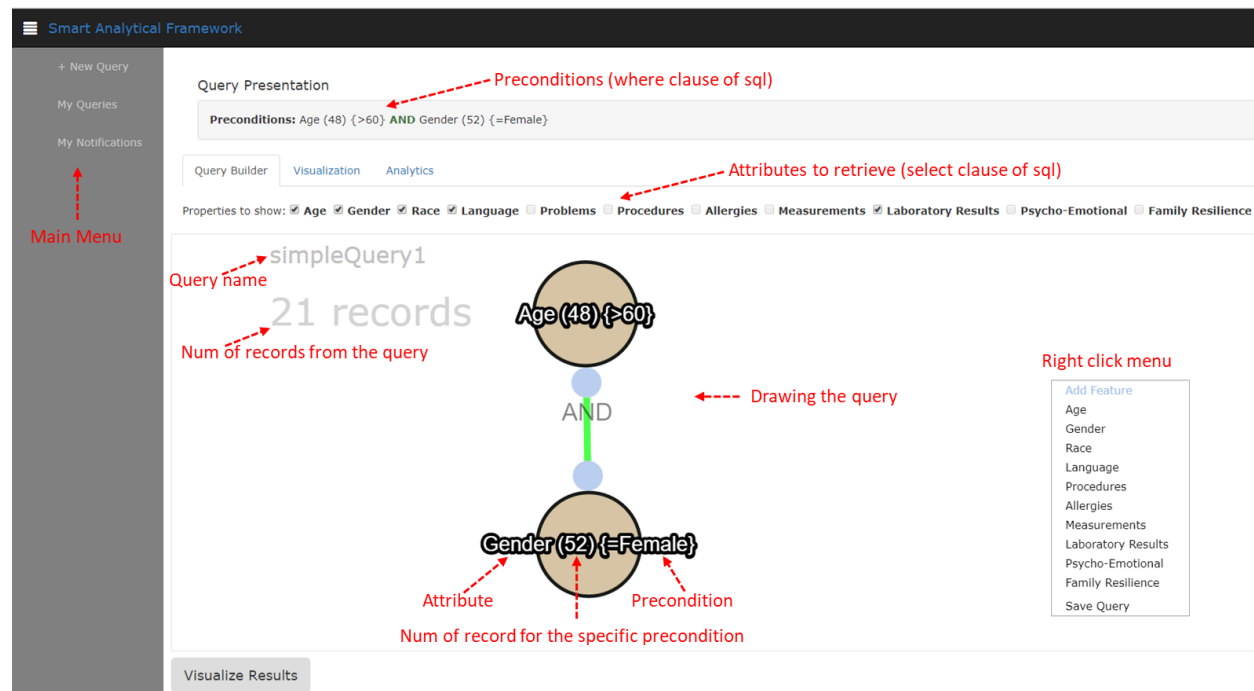 Smart Analytical Framework
+ New Query
My Queries
My Notifications
Main Menu
Query Presentation
Preconditions (where clause of sql)
Preconditions: Age (48) {>60} AND Gender (52) {=Female}
Query Builder Visualization Analytics
Attributes to retrieve (select clause of sql)
Properties to show: Age Gender Race Language Problems Procedures Allergies Measurements Laboratory Results Psycho-Emotional Family Resilience
simpleQuery1
Query name
21 records
Num of records from the query
Age (48) {>60}
AND
Drawing the query
Gender (52) {=Female}
Attribute
Precondition
Num of record for the specific precondition
Right click menu
Add Feature
Age
Gender
Race
Language
Procedures
Allergies
Measurements
Laboratory Results
Psycho-Emotional
Family Resilience
Save Query
Visualize Results